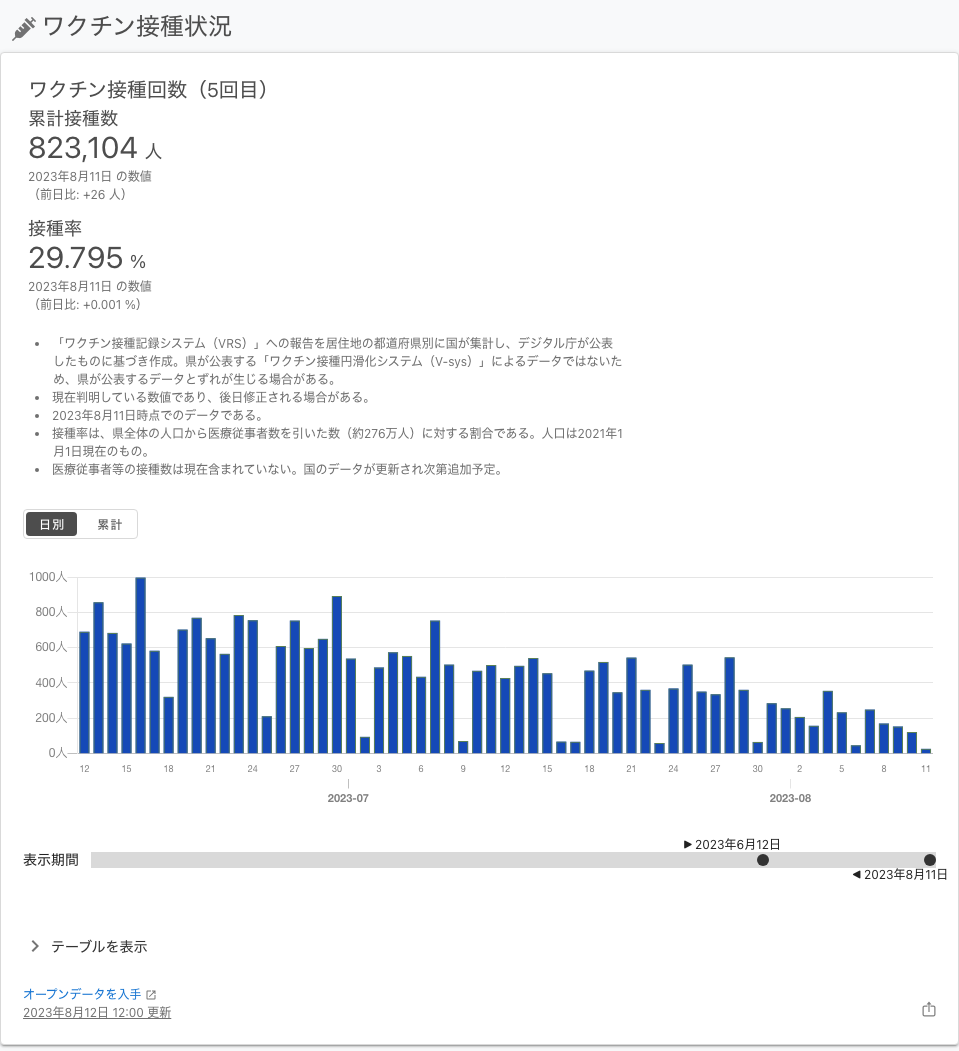 ワクチン接種状況
ワクチン接種回数（5回目）
累計接種数
823,104 人
2023年8月11日 の数値
（前日比: +26 人）
接種率
29.795 %
2023年8月11日 の数値
（前日比: +0.001 %）
• 「ワクチン接種記録システム（VRS）」への報告を居住地の都道府県別に国が集計し、デジタル庁が公表
したものに基づき作成。県が公表する「ワクチン接種円滑化システム（V-sys）」によるデータではないた
め、県が公表するデータとずれが生じる場合がある。
• 現在判明している数値であり、後日修正される場合がある。
• 2023年8月11日時点でのデータである。
• 接種率は、県全体の人口から医療従事者数を引いた数（約276万人）に対する割合である。人口は2021年1
月1日現在のもの。
• 医療従事者等の接種数は現在含まれていない。国のデータが更新され次第追加予定。
日別 累計
1000人
800人
600人
400人
200人
0人
12 15 18 21 24 27 30 3 6 9 12 15 18 21 24 27 30 2 5 8 11
2023-07 2023-08
▶ 2023年6月12日
表示期間
◀ 2023年8月11日
テーブルを表示
オープンデータを入手
2023年8月12日 12:00 更新